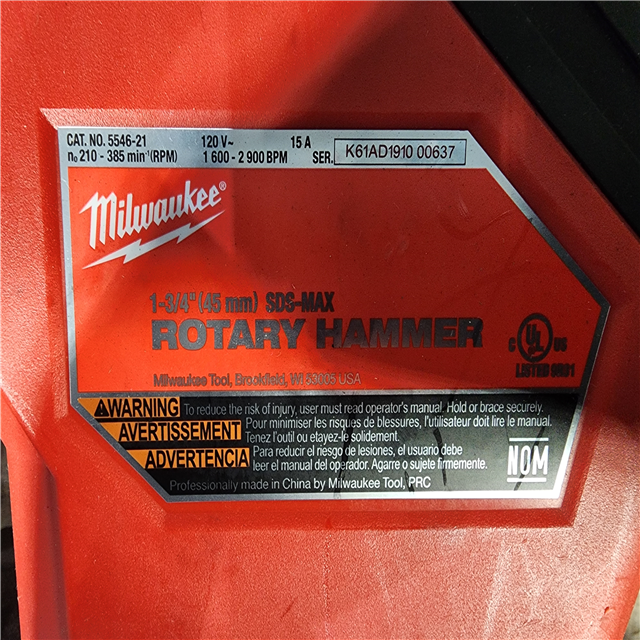 CAT. NO. 5546-21 120 V~ 15 A
n₀ 210 - 385 min⁻¹(RPM) 1 600 - 2 900 BPM SER. K61AD1910 00637
Milwaukee®
1-3/4" (45 mm) SDS-MAX
ROTARY HAMMER
Milwaukee Tool, Brookfield, WI 53005 USA
C UL US
LISTED 9R01
WARNING To reduce the risk of injury, user must read operator's manual. Hold or brace securely.
AVERTISSEMENT Pour minimiser les risques de blessures, l'utilisateur doit lire le manuel.
Tenez l'outil ou etayez-le solidement.
ADVERTENCIA Para reducir el riesgo de lesiones, el usuario debe
leer el manual del operador. Agarre o sujete firmemente.
NOM
Professionally made in China by Milwaukee Tool, PRC